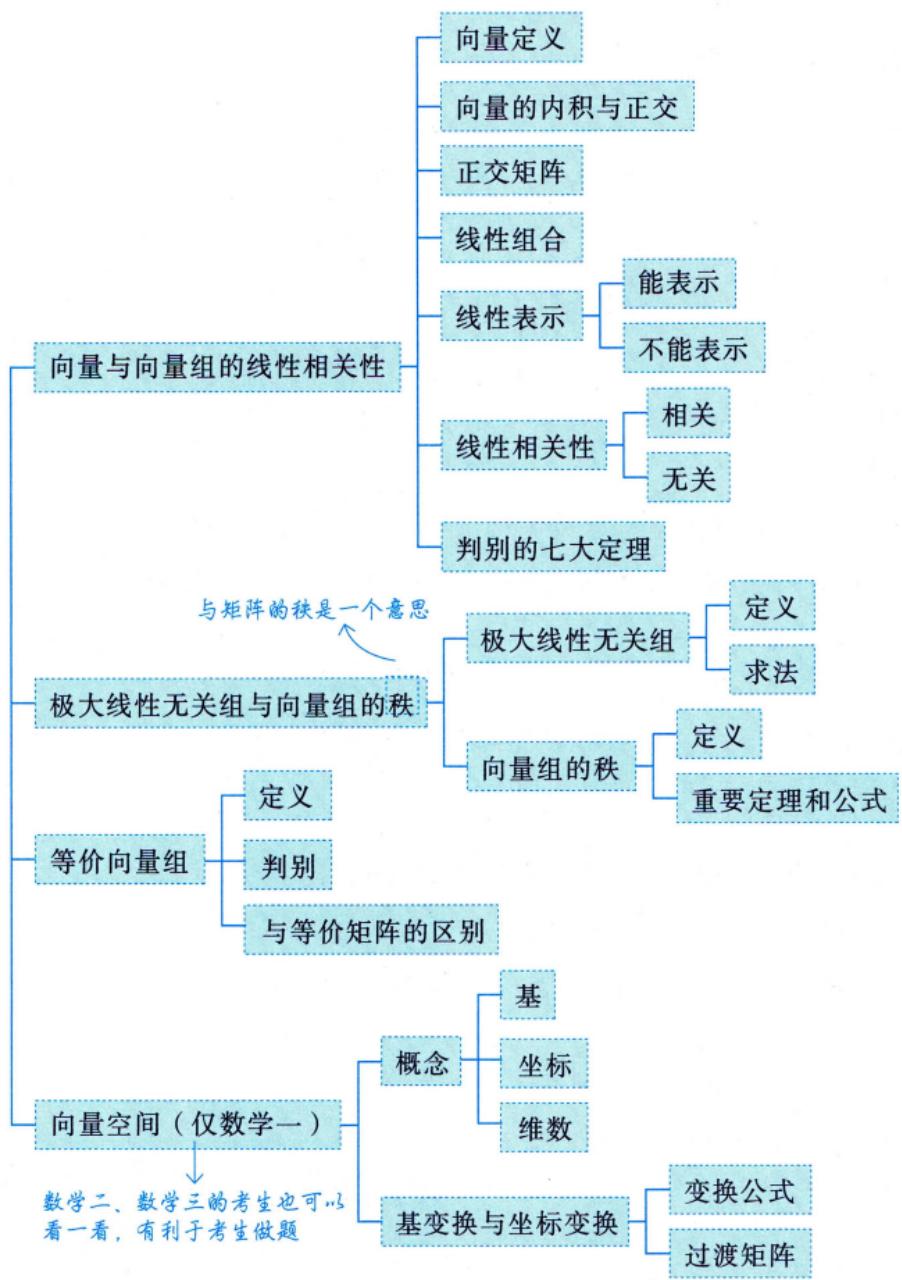 向量定义
向量的内积与正交
正交矩阵
线性组合
能表示
线性表示
不能表示
向量与向量组的线性相关性
相关
线性相关性
无关
判别的七大定理
与矩阵的秩是一个意思
定义
极大线性无关组
求法
极大线性无关组与向量组的秩
定义
向量组的秩
重要定理和公式
定义
等价向量组
判别
与等价矩阵的区别
基
概念
坐标
向量空间（仅数学一）
维数
数学二、数学三的考生也可以
看一看，有利于考生做题
变换公式
基变换与坐标变换
过渡矩阵